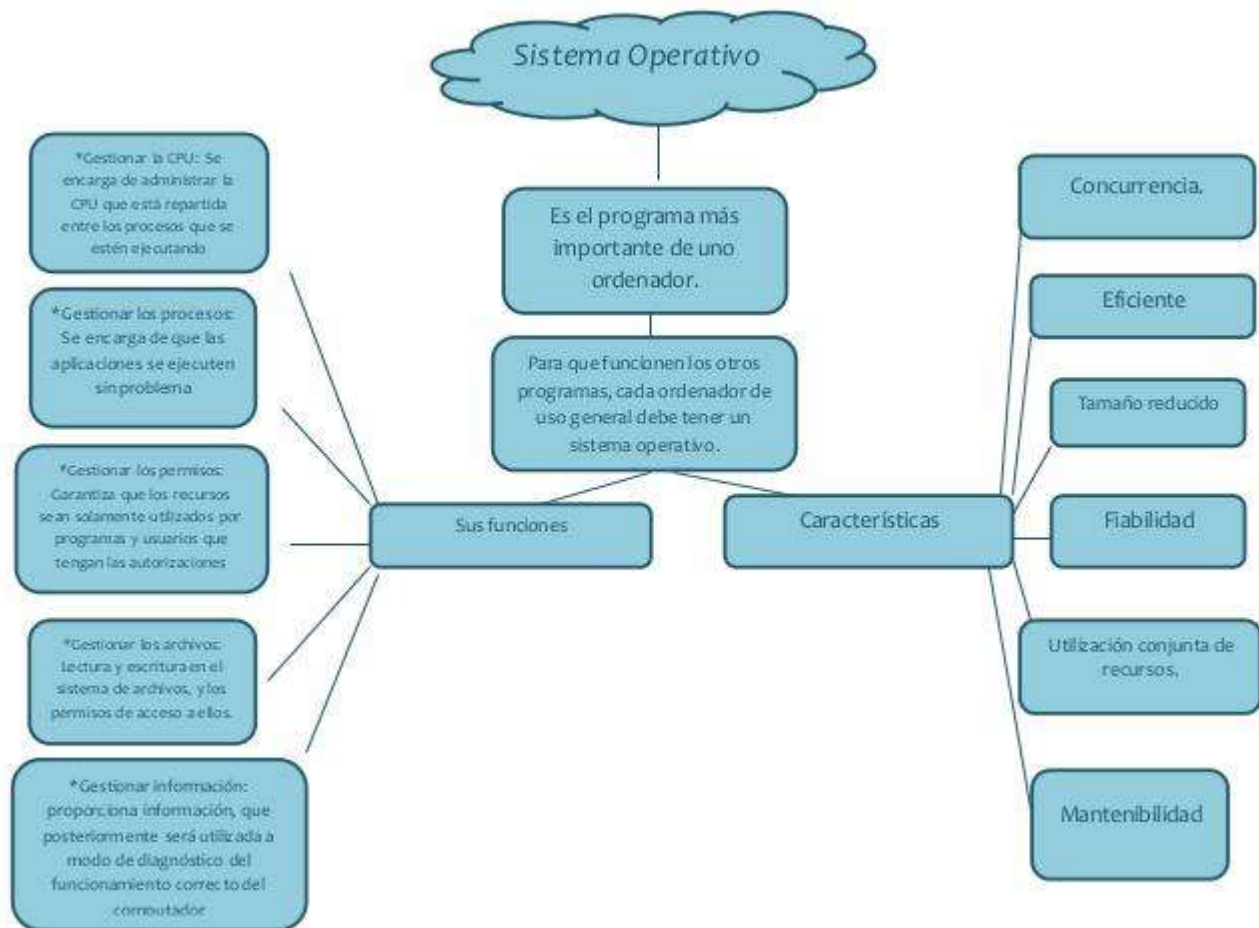 Sistema Operativo
Es el programa más
importante de uno
ordenador.
Para que funcionen los otros
programas, cada ordenador de
uso general debe tener un
sistema operativo.
Sus funciones
*Gestionar la CPU: Se
encarga de administrar la
CPU que está repartida
entre los procesos que se
estén ejecutando
*Gestionar los procesos:
Se encarga de que las
aplicaciones se ejecuten
sin problema
*Gestionar los permisos:
Garantiza que los recursos
sean solamente utilizados por
programas y usuarios que
tengan las autorizaciones
*Gestionar los archivos:
Lectura y escritura en el
sistema de archivos, y los
permisos de acceso a ellos.
*Gestionar información:
proporciona información, que
posteriormente será utilizada a
modo de diagnóstico del
funcionamiento correcto del
computador
Características
Concurrencia.
Eficiente
Tamaño reducido
Fiabilidad
Utilización conjunta de
recursos.
Mantenibilidad